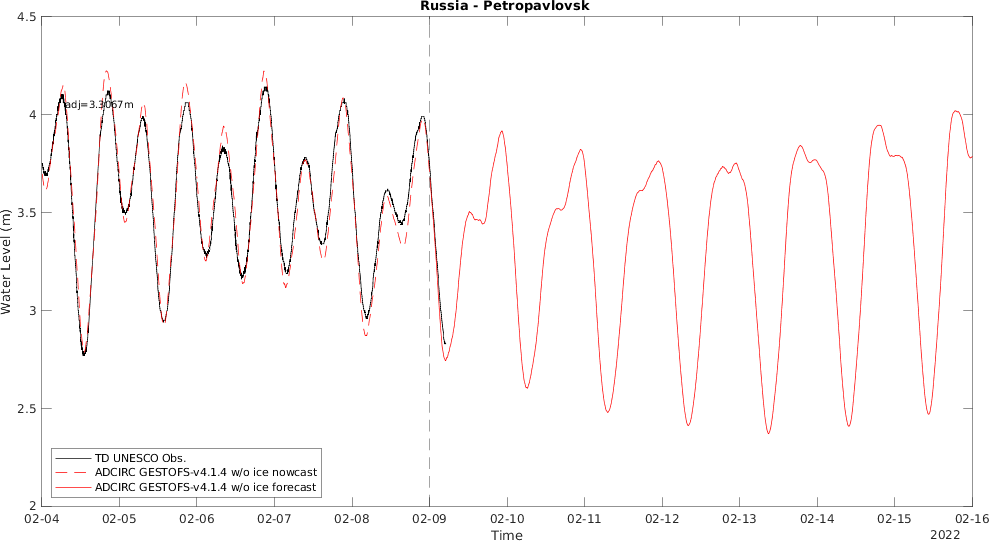 Russia - Petropavlovsk
4.5
4
3.5
3
2.5
2
Water Level (m)
adj=3.3067m
TD UNESCO Obs.
ADCIRC GESTOFS-v4.1.4 w/o ice nowcast
ADCIRC GESTOFS-v4.1.4 w/o ice forecast
02-04 02-05 02-06 02-07 02-08 02-09 02-10 02-11 02-12 02-13 02-14 02-15 02-16
Time
2022